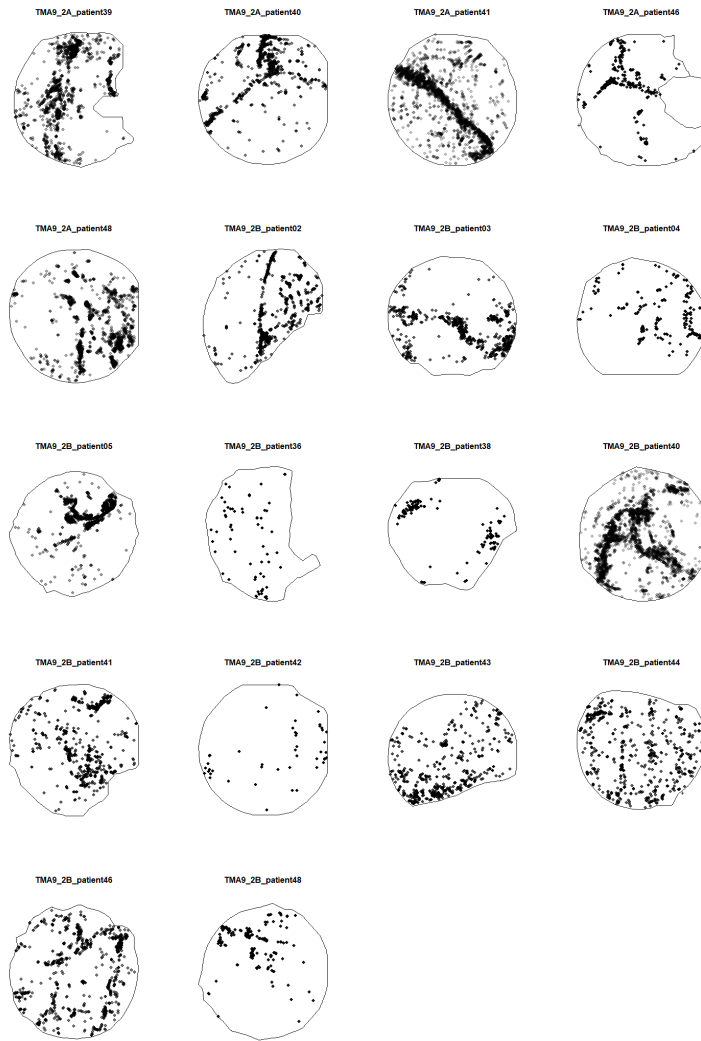 TMA9_2A_patient39 TMA9_2A_patient40 TMA9_2A_patient41 TMA9_2A_patient46
TMA9_2A_patient48 TMA9_2B_patient02 TMA9_2B_patient03 TMA9_2B_patient04
TMA9_2B_patient05 TMA9_2B_patient36 TMA9_2B_patient38 TMA9_2B_patient40
TMA9_2B_patient41 TMA9_2B_patient42 TMA9_2B_patient43 TMA9_2B_patient44
TMA9_2B_patient46 TMA9_2B_patient48